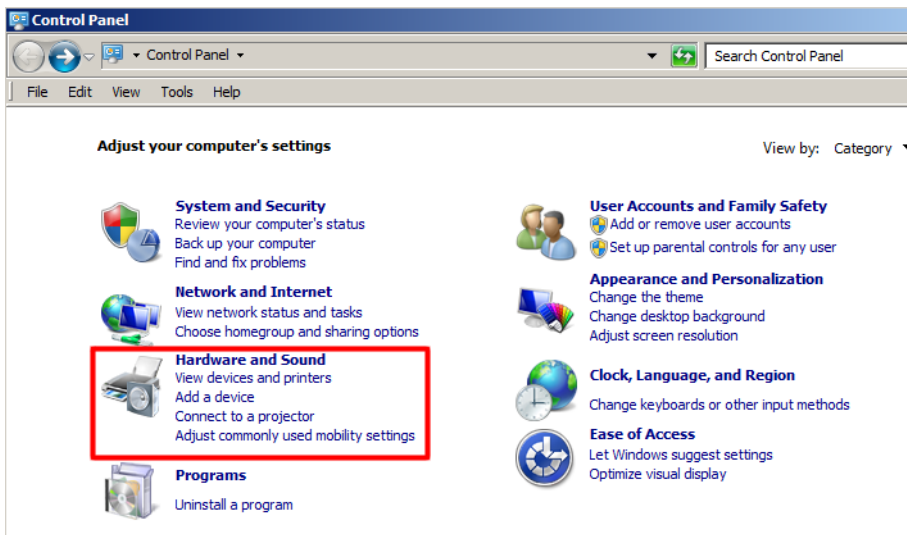 Control Panel
Control Panel
Search Control Panel
File Edit View Tools Help
Adjust your computer's settings
View by: Category
System and Security
Review your computer's status
Back up your computer
Find and fix problems
Network and Internet
View network status and tasks
Choose homegroup and sharing options
Hardware and Sound
View devices and printers
Add a device
Connect to a projector
Adjust commonly used mobility settings
Programs
Uninstall a program
User Accounts and Family Safety
Add or remove user accounts
Set up parental controls for any user
Appearance and Personalization
Change the theme
Change desktop background
Adjust screen resolution
Clock, Language, and Region
Change keyboards or other input methods
Ease of Access
Let Windows suggest settings
Optimize visual display